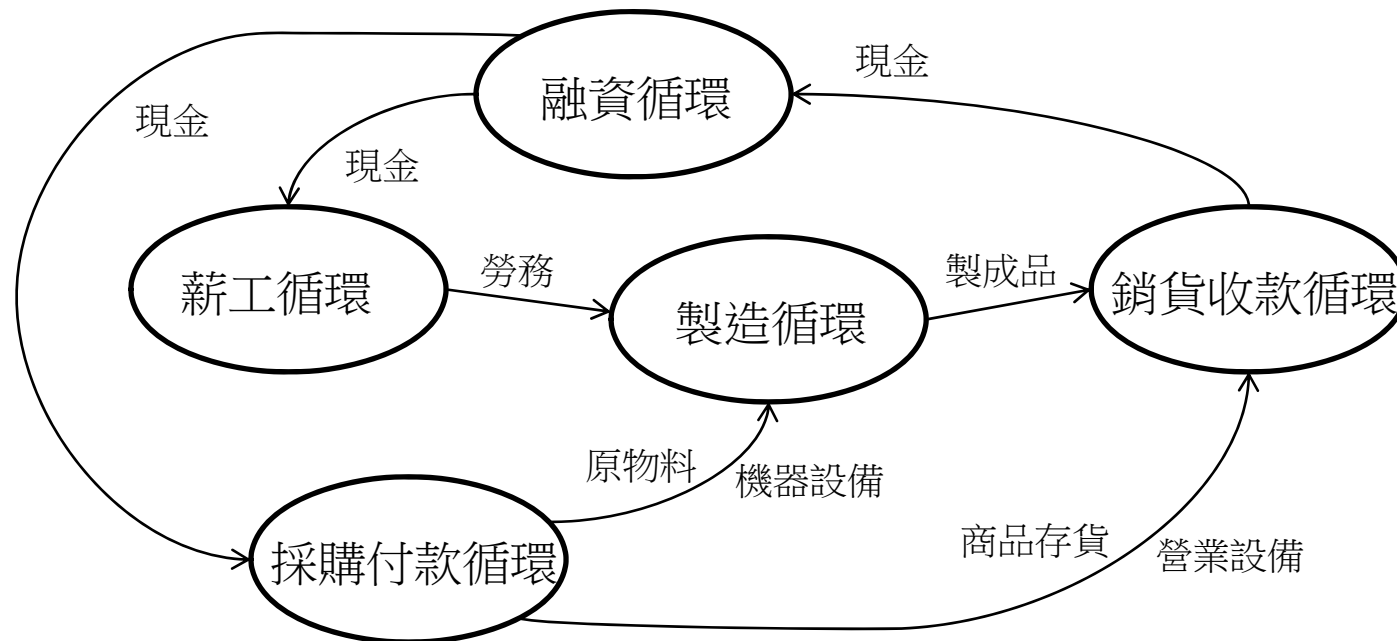 融資循環
現金
現金
現金
薪工循環
勞務
製造循環
製成品
銷貨收款循環
原物料
機器設備
採購付款循環
商品存貨
營業設備